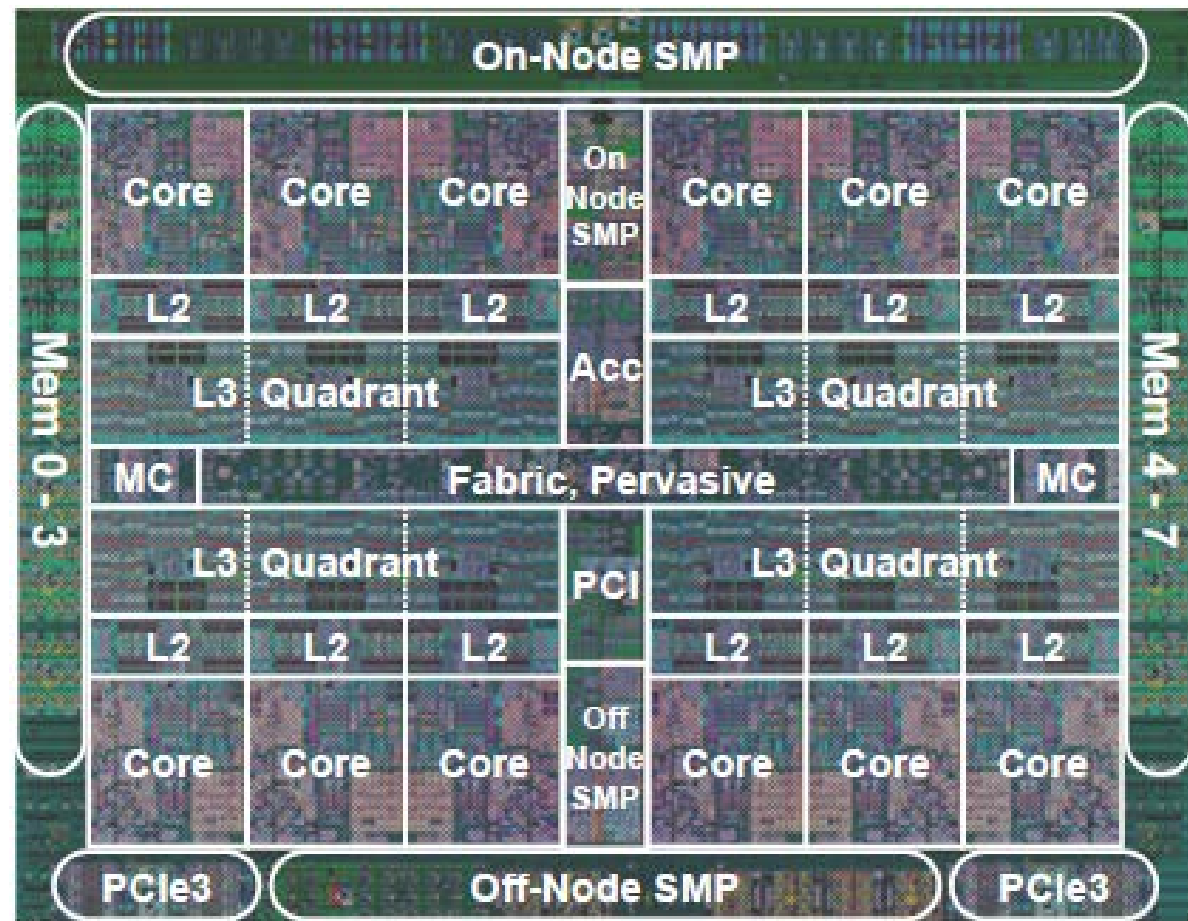 On-Node SMP
Core Core Core On Node SMP Core Core Core
L2 L2 L2 L2 L2 L2
Mem 0 - 3
L3 Quadrant Acc L3 Quadrant
Mem 4 - 7
MC Fabric, Pervasive MC
L3 Quadrant PCI L3 Quadrant
L2 L2 L2 L2 L2 L2
Core Core Core Off Node SMP Core Core Core
PCIe3 Off-Node SMP PCIe3